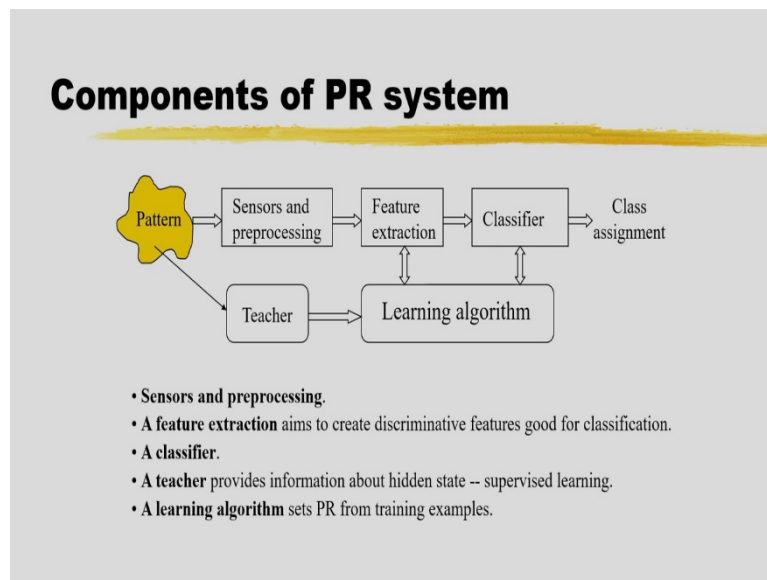 Components of PR system
Pattern
Sensors and
preprocessing
Feature
extraction
Classifier
Class
assignment
Teacher
Learning algorithm
• Sensors and preprocessing.
• A feature extraction aims to create discriminative features good for classification.
• A classifier.
• A teacher provides information about hidden state -- supervised learning.
• A learning algorithm sets PR from training examples.